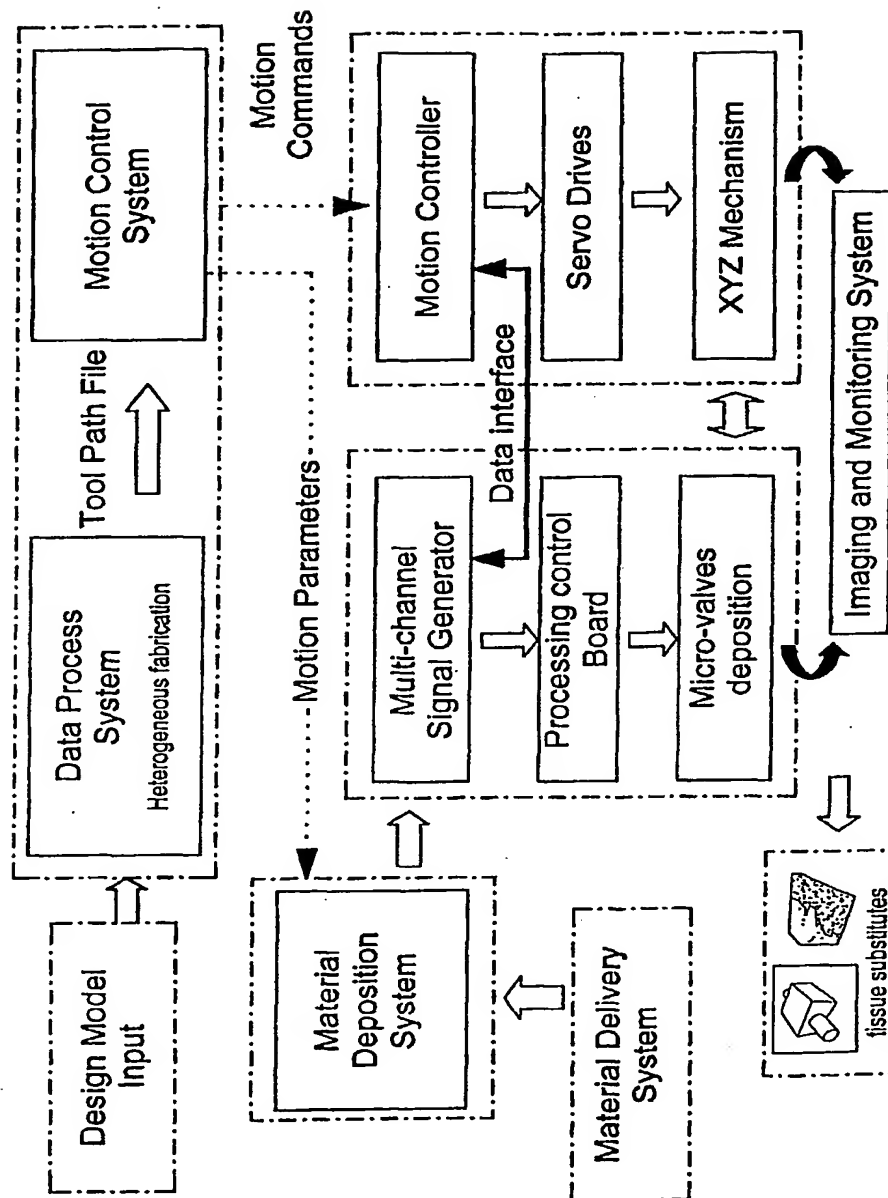 Design Model
Input
Data Process
System
Heterogeneous fabrication
Tool Path File
Motion Control
System
Motion Parameters
Motion
Commands
Material
Deposition
System
Material Delivery
System
Multi-channel
Signal Generator
Processing control
Board
Micro-valves
deposition
Data interface
Motion Controller
Servo Drives
XYZ Mechanism
Imaging and Monitoring System
tissue substitutes